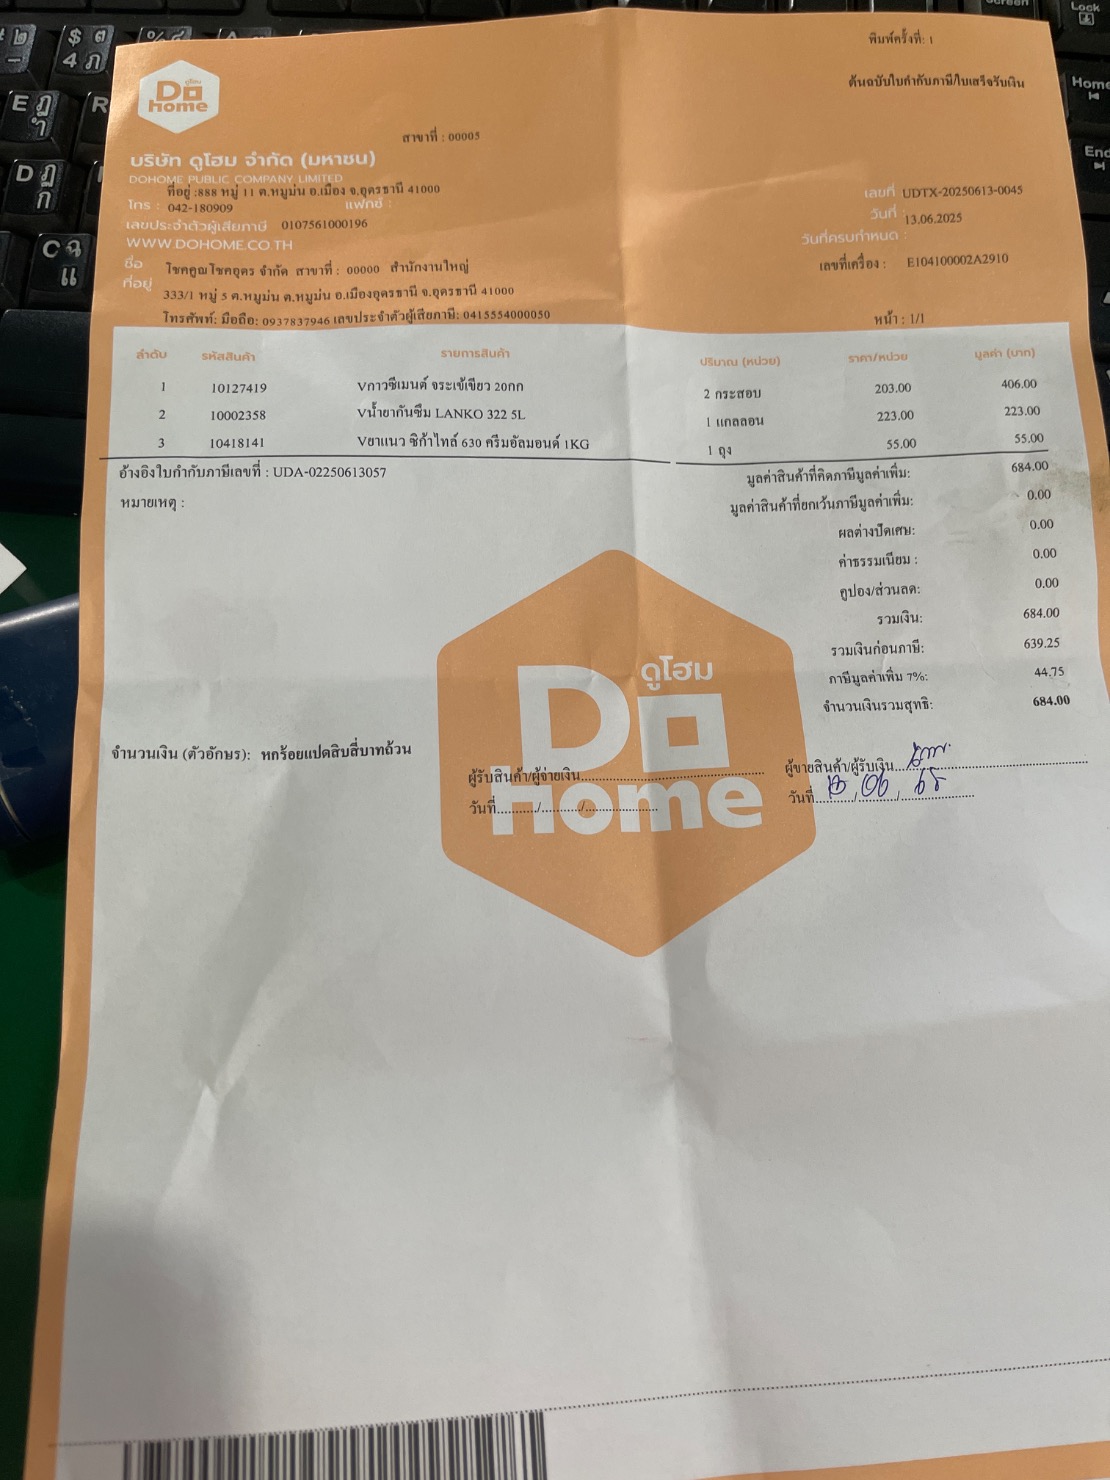 พิมพ์ครั้งที่: 1
ต้นฉบับใบกำกับภาษี/ใบเสร็จรับเงิน
ดูโฮม
DO
Home
สาขาที่ : 00005
บริษัท ดูโฮม จำกัด (มหาชน)
DOHOME PUBLIC COMPANY LIMITED
ที่อยู่ :888 หมู่ 11 ต.หมูม่น อ.เมือง จ.อุดรธานี 41000
โทร : 042-180909 แฟกซ์ :
เลขประจำตัวผู้เสียภาษี 0107561000196
WWW.DOHOME.CO.TH
เลขที่ UDTX-20250613-0045
วันที่ : 13.06.2025
วันที่ครบกำหนด :
เลขที่เครื่อง : E104100002A2910
ชื่อ โชคคูณโชคอุดร จำกัด สาขาที่ : 00000 สำนักงานใหญ่
ที่อยู่ 333/1 หมู่ 5 ต.หมูม่น ต.หมูม่น อ.เมืองอุดรธานี จ.อุดรธานี 41000
โทรศัพท์: มือถือ: 0937837946 เลขประจำตัวผู้เสียภาษี: 0415554000050
หน้า : 1/1
ลำดับ รหัสสินค้า รายการสินค้า ปริมาณ (หน่วย) ราคา/หน่วย มูลค่า (บาท)
1 10127419 Vกาวซีเมนต์ จระเข้เขียว 20กก 2 กระสอบ 203.00 406.00
2 10002358 Vน้ำยากันซึม LANKO 322 5L 1 แกลลอน 223.00 223.00
3 10418141 Vยาแนว ซิก้าไทล์ 630 ครีมอัลมอนด์ 1KG 1 ถุง 55.00 55.00
อ้างอิงใบกำกับภาษีเลขที่ : UDA-02250613057
หมายเหตุ :
มูลค่าสินค้าที่คิดภาษีมูลค่าเพิ่ม: 684.00
มูลค่าสินค้าที่ยกเว้นภาษีมูลค่าเพิ่ม: 0.00
ผลต่างปัดเศษ: 0.00
ค่าธรรมเนียม : 0.00
คูปอง/ส่วนลด: 0.00
รวมเงิน: 684.00
รวมเงินก่อนภาษี: 639.25
ภาษีมูลค่าเพิ่ม 7%: 44.75
จำนวนเงินรวมสุทธิ: 684.00
ดูโฮม
DO
Home
จำนวนเงิน (ตัวอักษร): หกร้อยแปดสิบสี่บาทถ้วน
ผู้รับสินค้า/ผู้จ่ายเงิน
วันที่........../........../..........
ผู้ขายสินค้า/ผู้รับเงิน
วันที่ 13, 06, 68